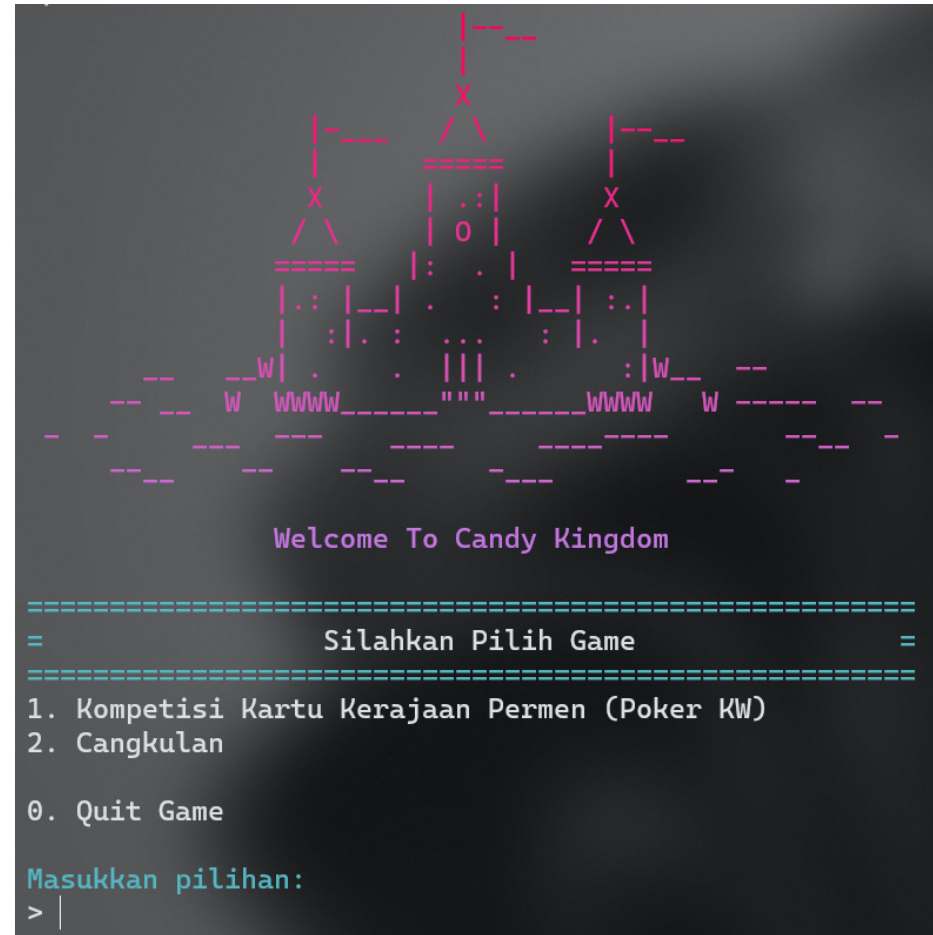 Welcome To Candy Kingdom
=======================================================
= Silahkan Pilih Game =
=======================================================
1. Kompetisi Kartu Kerajaan Permen (Poker KW)
2. Cangkulan
0. Quit Game
Masukkan pilihan:
>